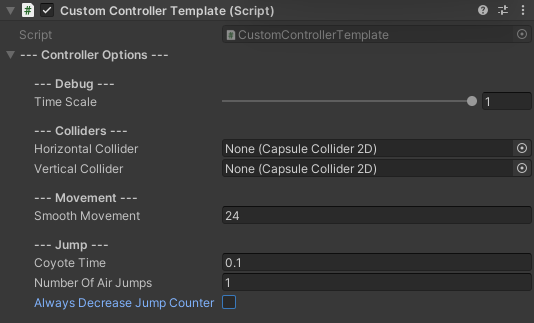 Custom Controller Template (Script)
Script CustomControllerTemplate
--- Controller Options ---
--- Debug ---
Time Scale 1
--- Colliders ---
Horizontal Collider None (Capsule Collider 2D)
Vertical Collider None (Capsule Collider 2D)
--- Movement ---
Smooth Movement 24
--- Jump ---
Coyote Time 0.1
Number Of Air Jumps 1
Always Decrease Jump Counter